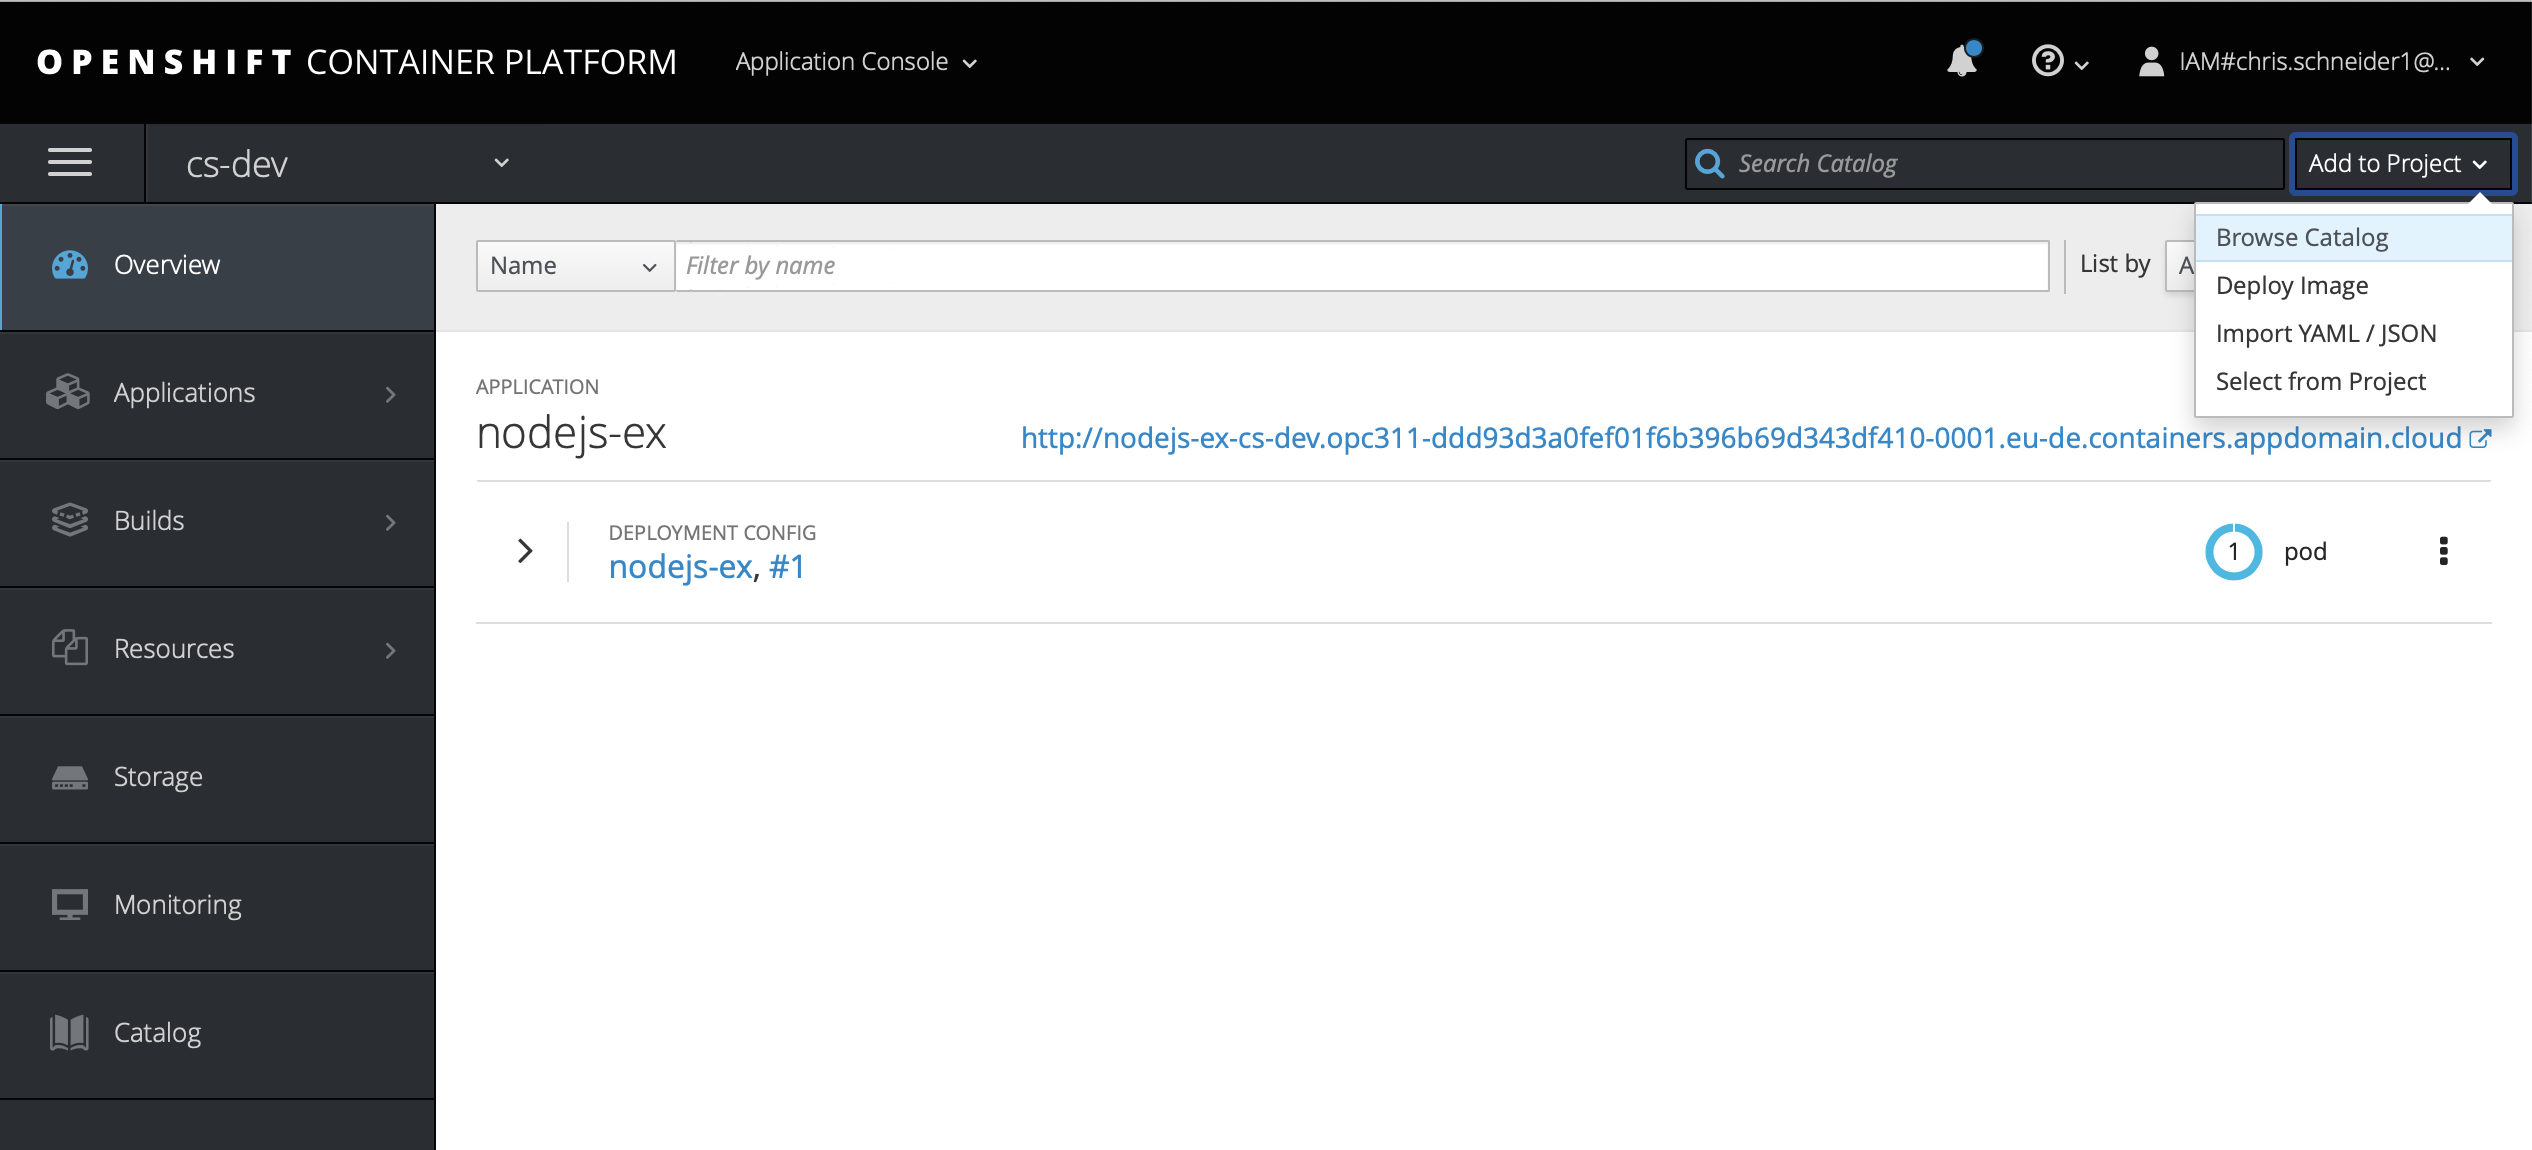 OPENSHIFT CONTAINER PLATFORM
Application Console
IAM#chris.schneider1@...
cs-dev
Search Catalog
Add to Project
Browse Catalog
Deploy Image
Import YAML / JSON
Select from Project
Overview
Applications
Builds
Resources
Storage
Monitoring
Catalog
Name
Filter by name
List by
A
APPLICATION
nodejs-ex
http://nodejs-ex-cs-dev.opc311-ddd93d3a0fef01f6b396b69d343df410-0001.eu-de.containers.appdomain.cloud
DEPLOYMENT CONFIG
nodejs-ex, #1
1 pod